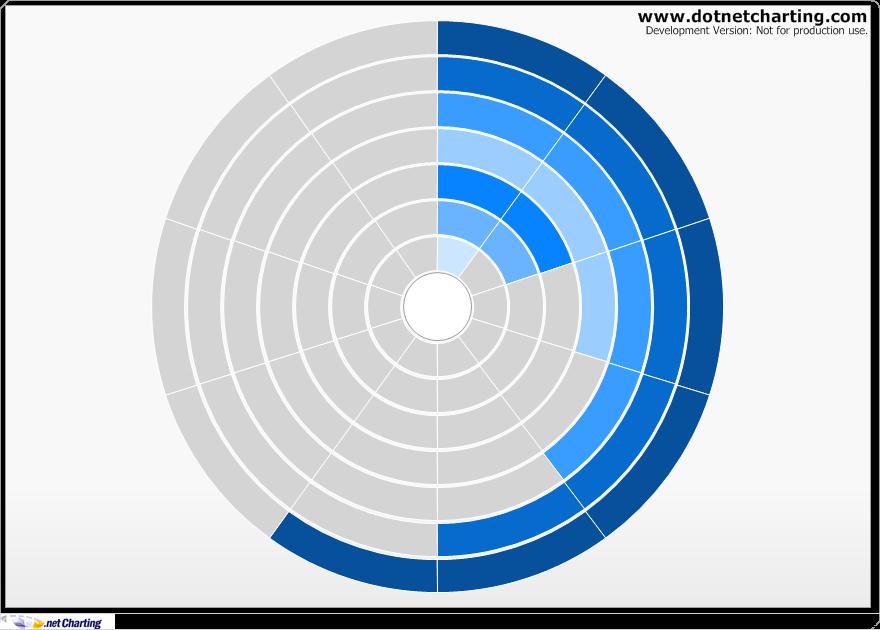 www.dotnetcharting.com
Development Version: Not for production use.
.net Charting